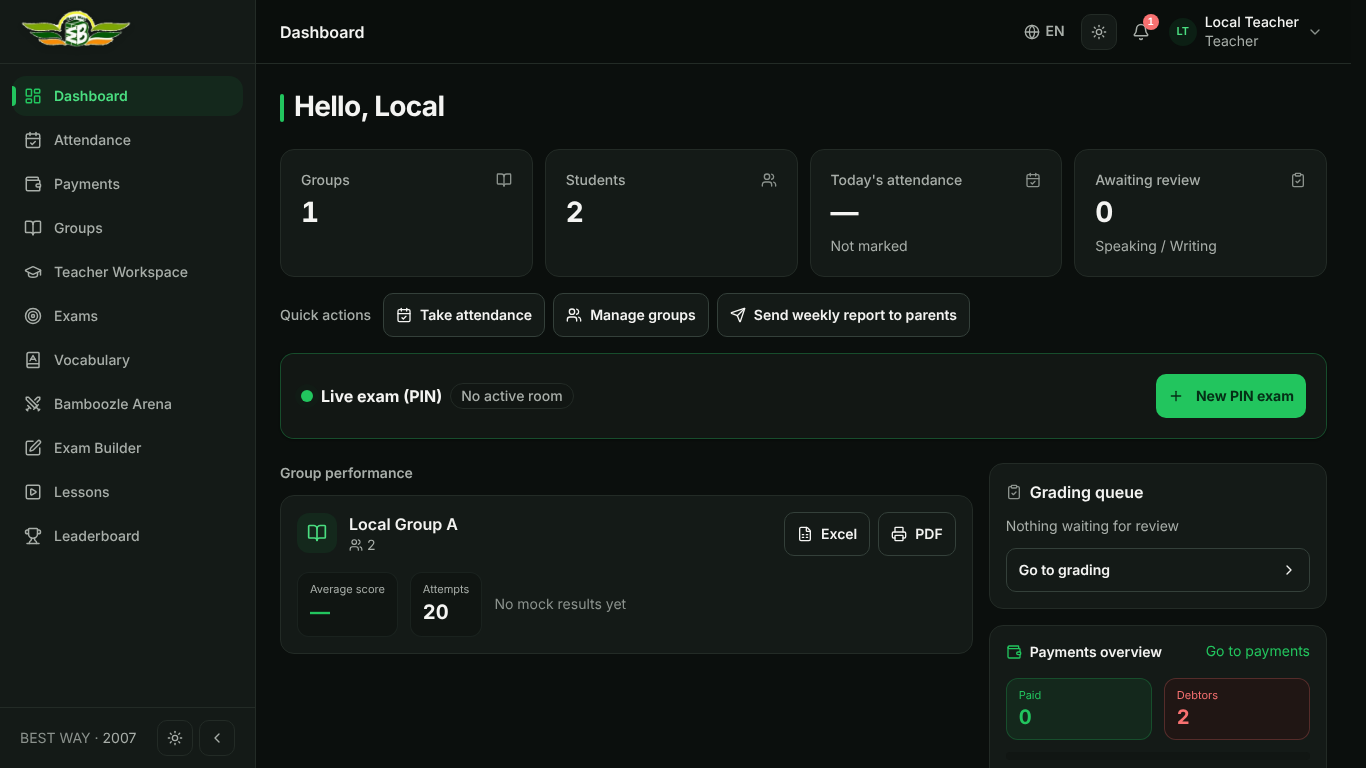 Dashboard
EN
1
LT
Local Teacher
Teacher
Dashboard
Attendance
Payments
Groups
Teacher Workspace
Exams
Vocabulary
Bamboozle Arena
Exam Builder
Lessons
Leaderboard
BEST WAY · 2007
Hello, Local
Groups
1
Students
2
Today's attendance
—
Not marked
Awaiting review
0
Speaking / Writing
Quick actions
Take attendance
Manage groups
Send weekly report to parents
Live exam (PIN)
No active room
New PIN exam
Group performance
Local Group A
2
Excel
PDF
Average score
—
Attempts
20
No mock results yet
Grading queue
Nothing waiting for review
Go to grading
Payments overview
Go to payments
Paid
0
Debtors
2